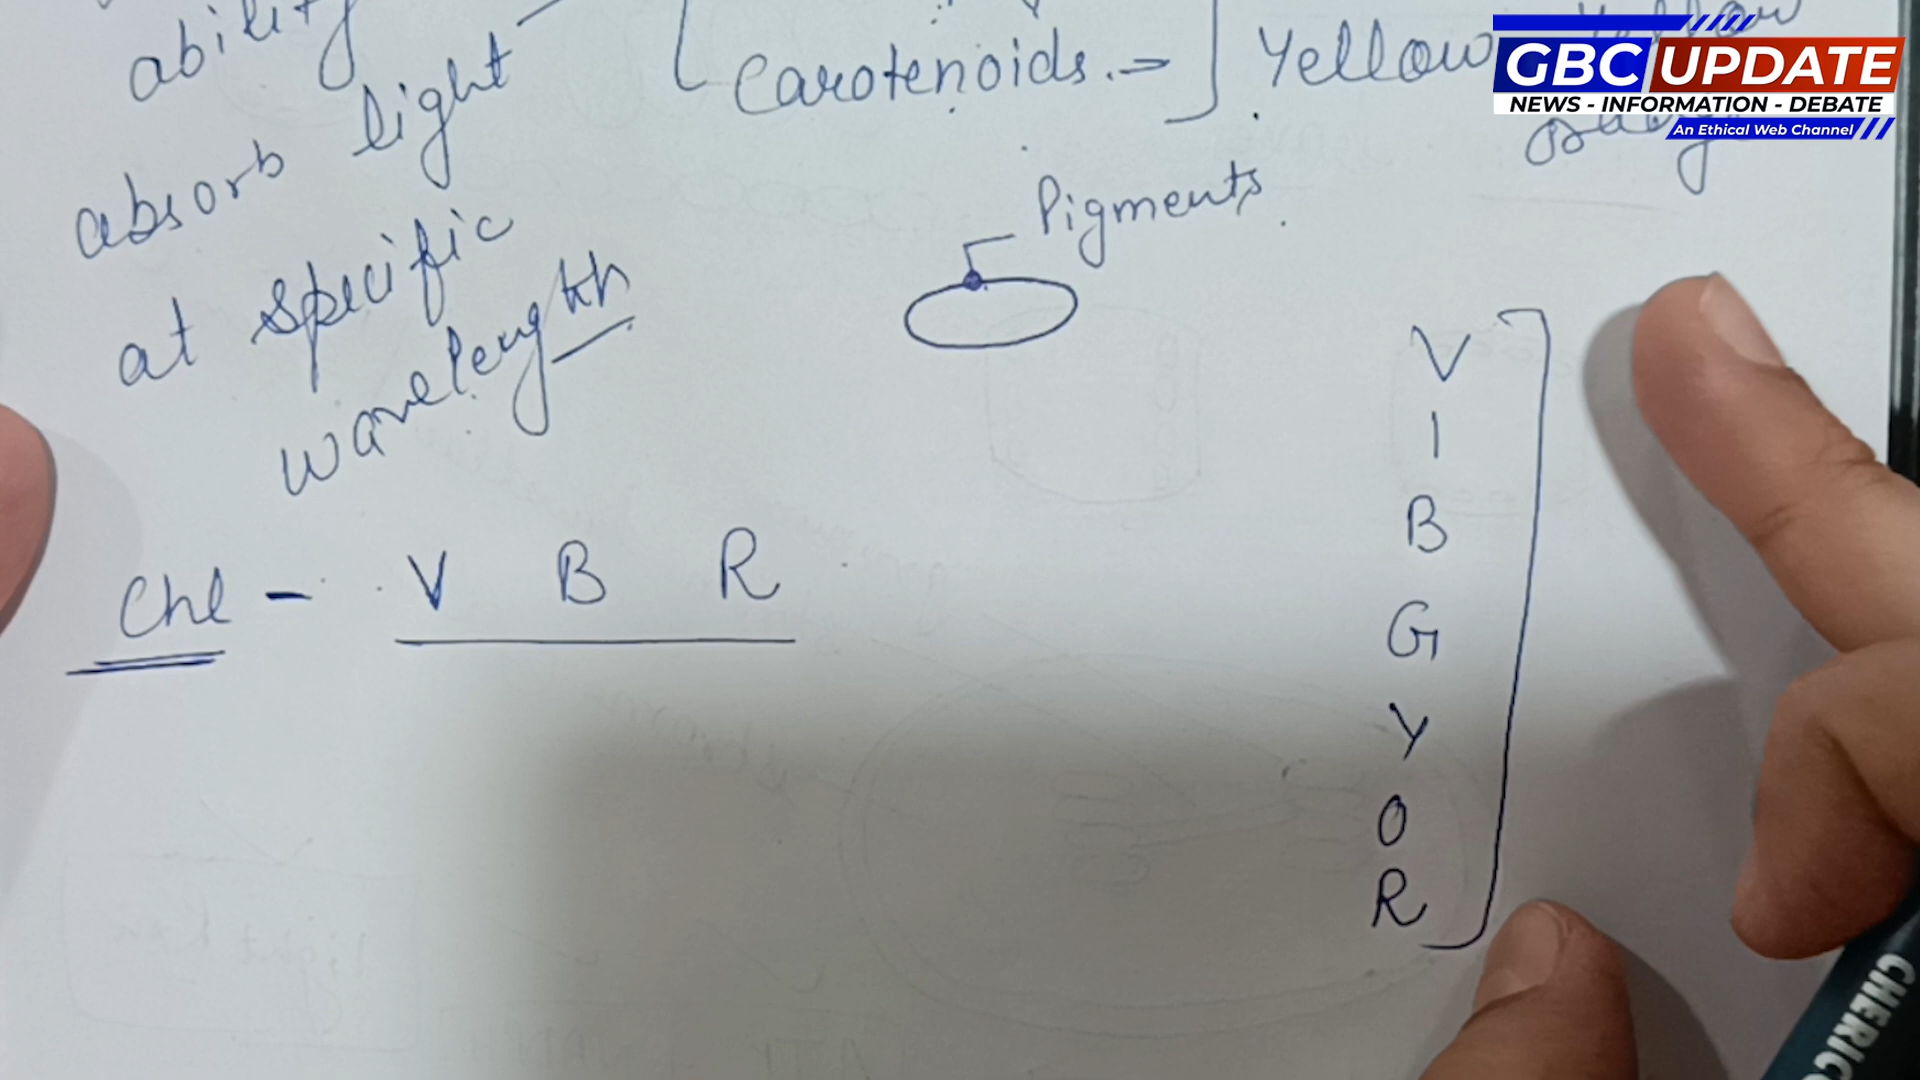 ability
absorb light
at specific
wavelength
Carotenoids. = Yellow
Pigments
Chl - V B R
V
I
B
G
Y
O
R
GBC UPDATE
NEWS - INFORMATION - DEBATE
An Ethical Web Channel